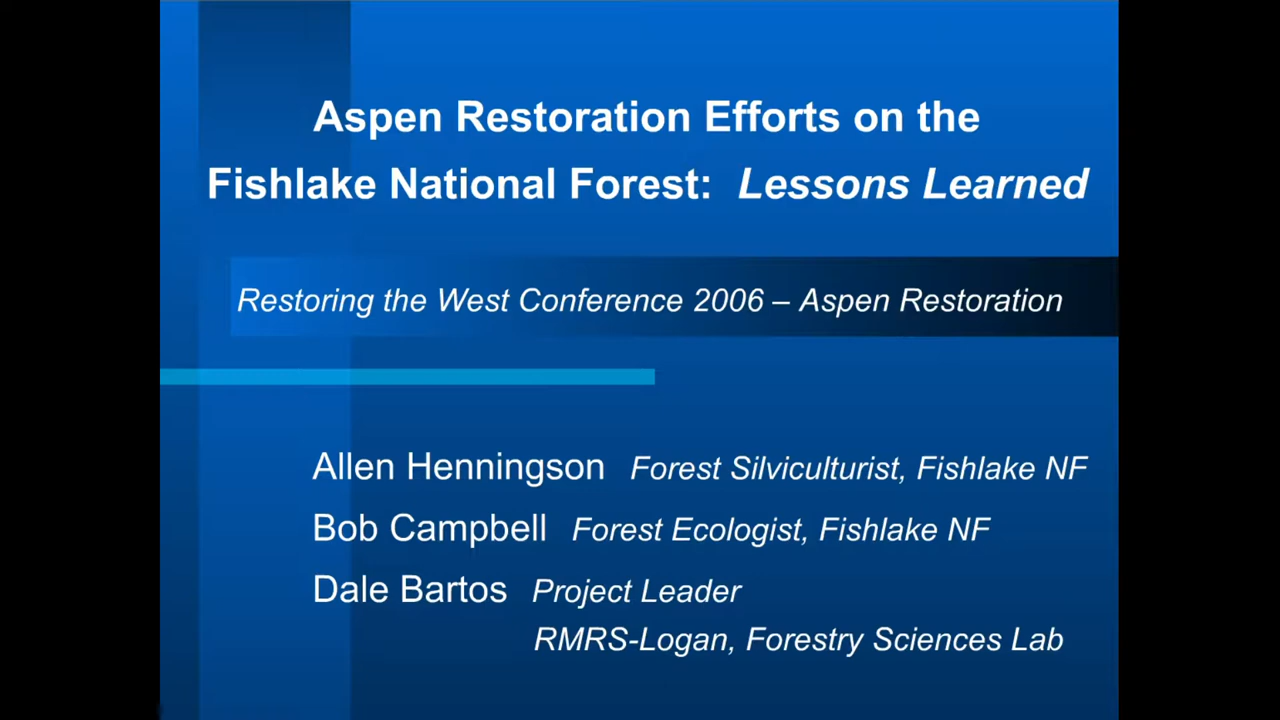 Aspen Restoration Efforts on the
Fishlake National Forest: Lessons Learned
Restoring the West Conference 2006 – Aspen Restoration
Allen Henningson Forest Silviculturist, Fishlake NF
Bob Campbell Forest Ecologist, Fishlake NF
Dale Bartos Project Leader
RMRS-Logan, Forestry Sciences Lab